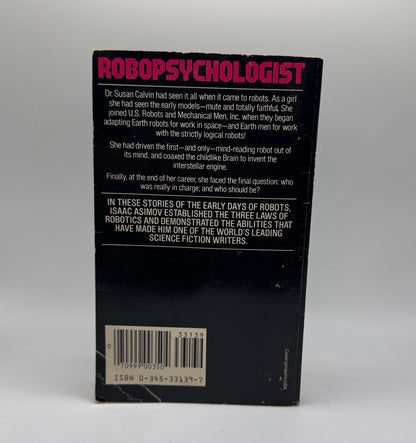 ROBOPSYCHOLOGIST
Dr. Susan Calvin had seen it all when it came to robots. As a girl
she had seen the early models—mute and totally faithful. She
joined U.S. Robots and Mechanical Men, Inc. when they began
adapting Earth robots for work in space—and Earth men for work
with the strictly logical robots!
She had driven the first—and only—mind-reading robot out of
its mind, and coaxed the childlike Brain to invent the
interstellar engine.
Finally, at the end of her career, she faced the final question: who
was really in charge; and who should be?
IN THESE STORIES OF THE EARLY DAYS OF ROBOTS,
ISAAC ASIMOV ESTABLISHED THE THREE LAWS OF
ROBOTICS AND DEMONSTRATED THE ABILITIES THAT
HAVE MADE HIM ONE OF THE WORLD'S LEADING
SCIENCE FICTION WRITERS.
33139
0
70999 00350
ISBN 0-345-33139-7
Cover printed in USA